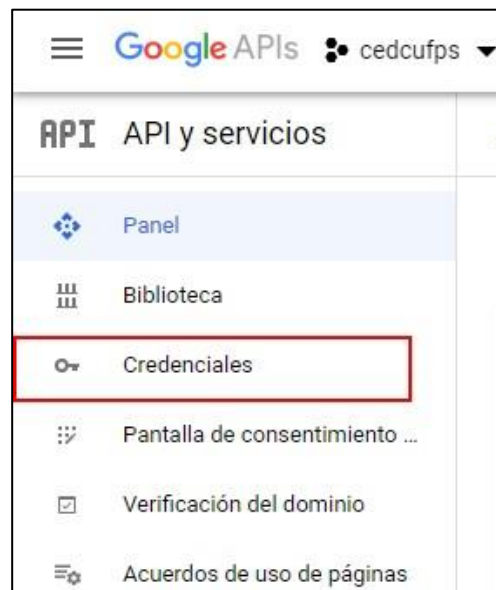 Google APIs cedcufps
API API y servicios
Panel
Biblioteca
Credenciales
Pantalla de consentimiento ...
Verificación del dominio
Acuerdos de uso de páginas